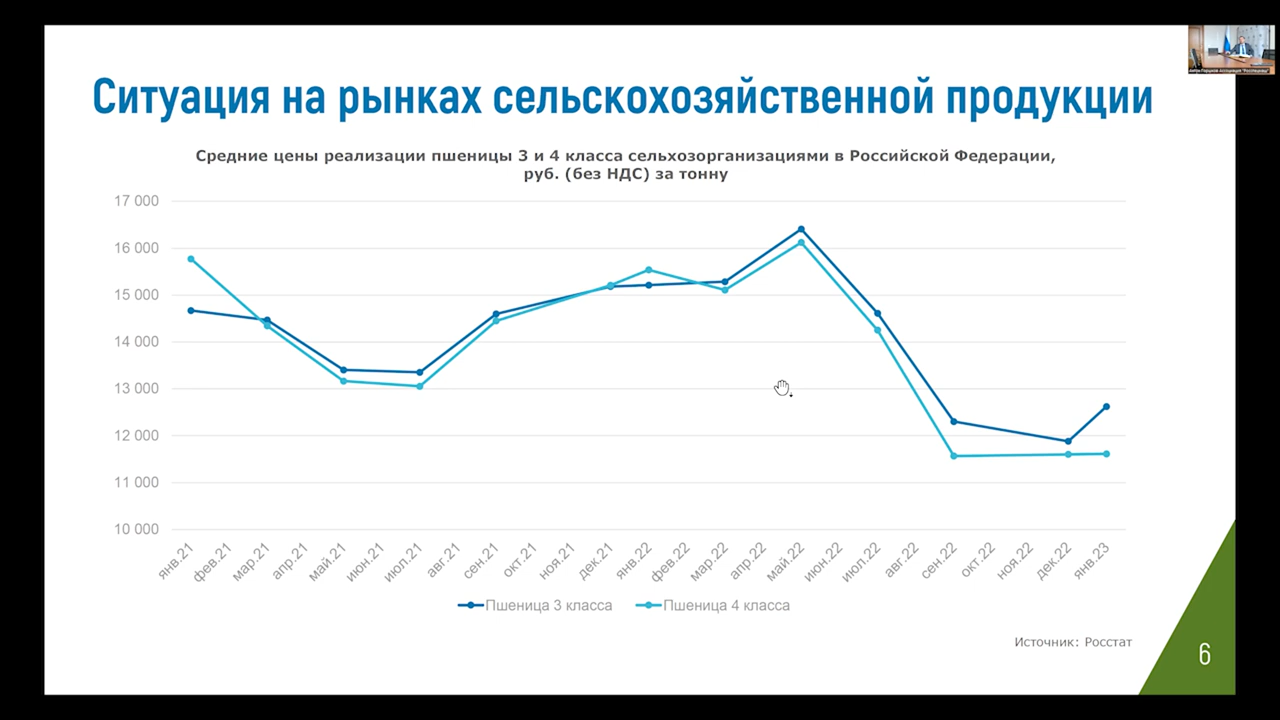 Ситуация на рынках сельскохозяйственной продукции
Средние цены реализации пшеницы 3 и 4 класса сельхозорганизациями в Российской Федерации,
руб. (без НДС) за тонну
17 000
16 000
15 000
14 000
13 000
12 000
11 000
10 000
янв.21
фев.21
мар.21
апр.21
май.21
июн.21
июл.21
авг.21
сен.21
окт.21
ноя.21
дек.21
янв.22
фев.22
мар.22
апр.22
май.22
июн.22
июл.22
авг.22
сен.22
окт.22
ноя.22
дек.22
янв.23
Пшеница 3 класса
Пшеница 4 класса
Источник: Росстат
6